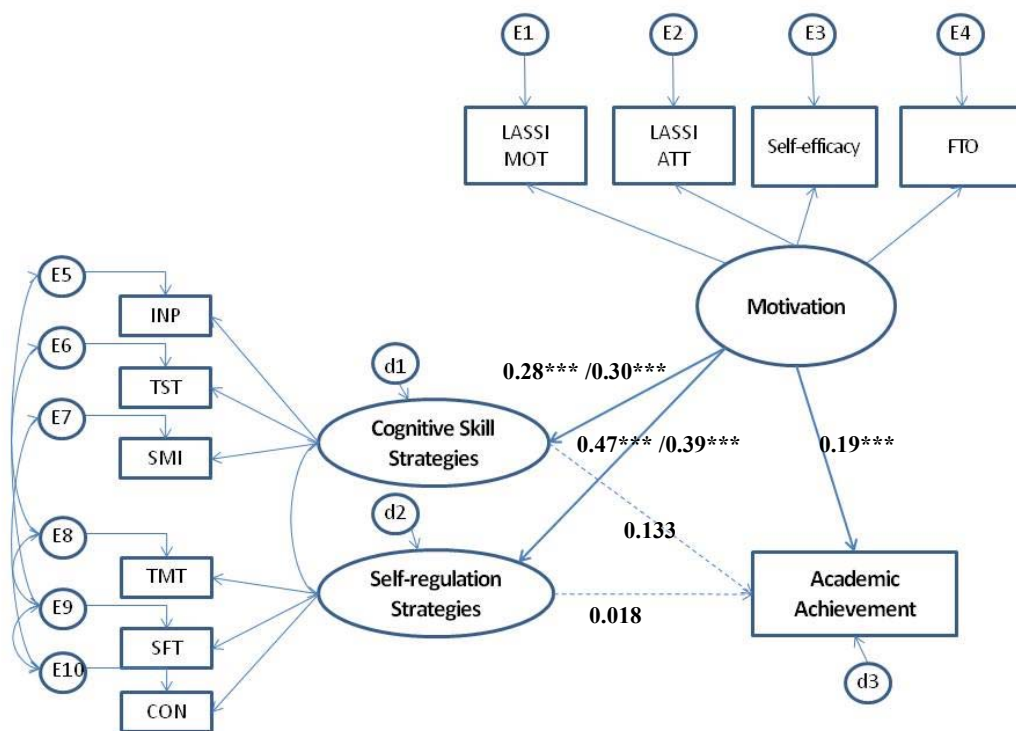 E1
E2
E3
E4
LASSI
MOT
LASSI
ATT
Self-efficacy
FTO
Motivation
E5
INP
E6
TST
E7
SMI
d1
0.28*** /0.30***
Cognitive Skill
Strategies
0.47*** /0.39***
0.19***
d2
0.133
E8
TMT
Self-regulation
Strategies
0.018
Academic
Achievement
E9
SFT
E10
CON
d3